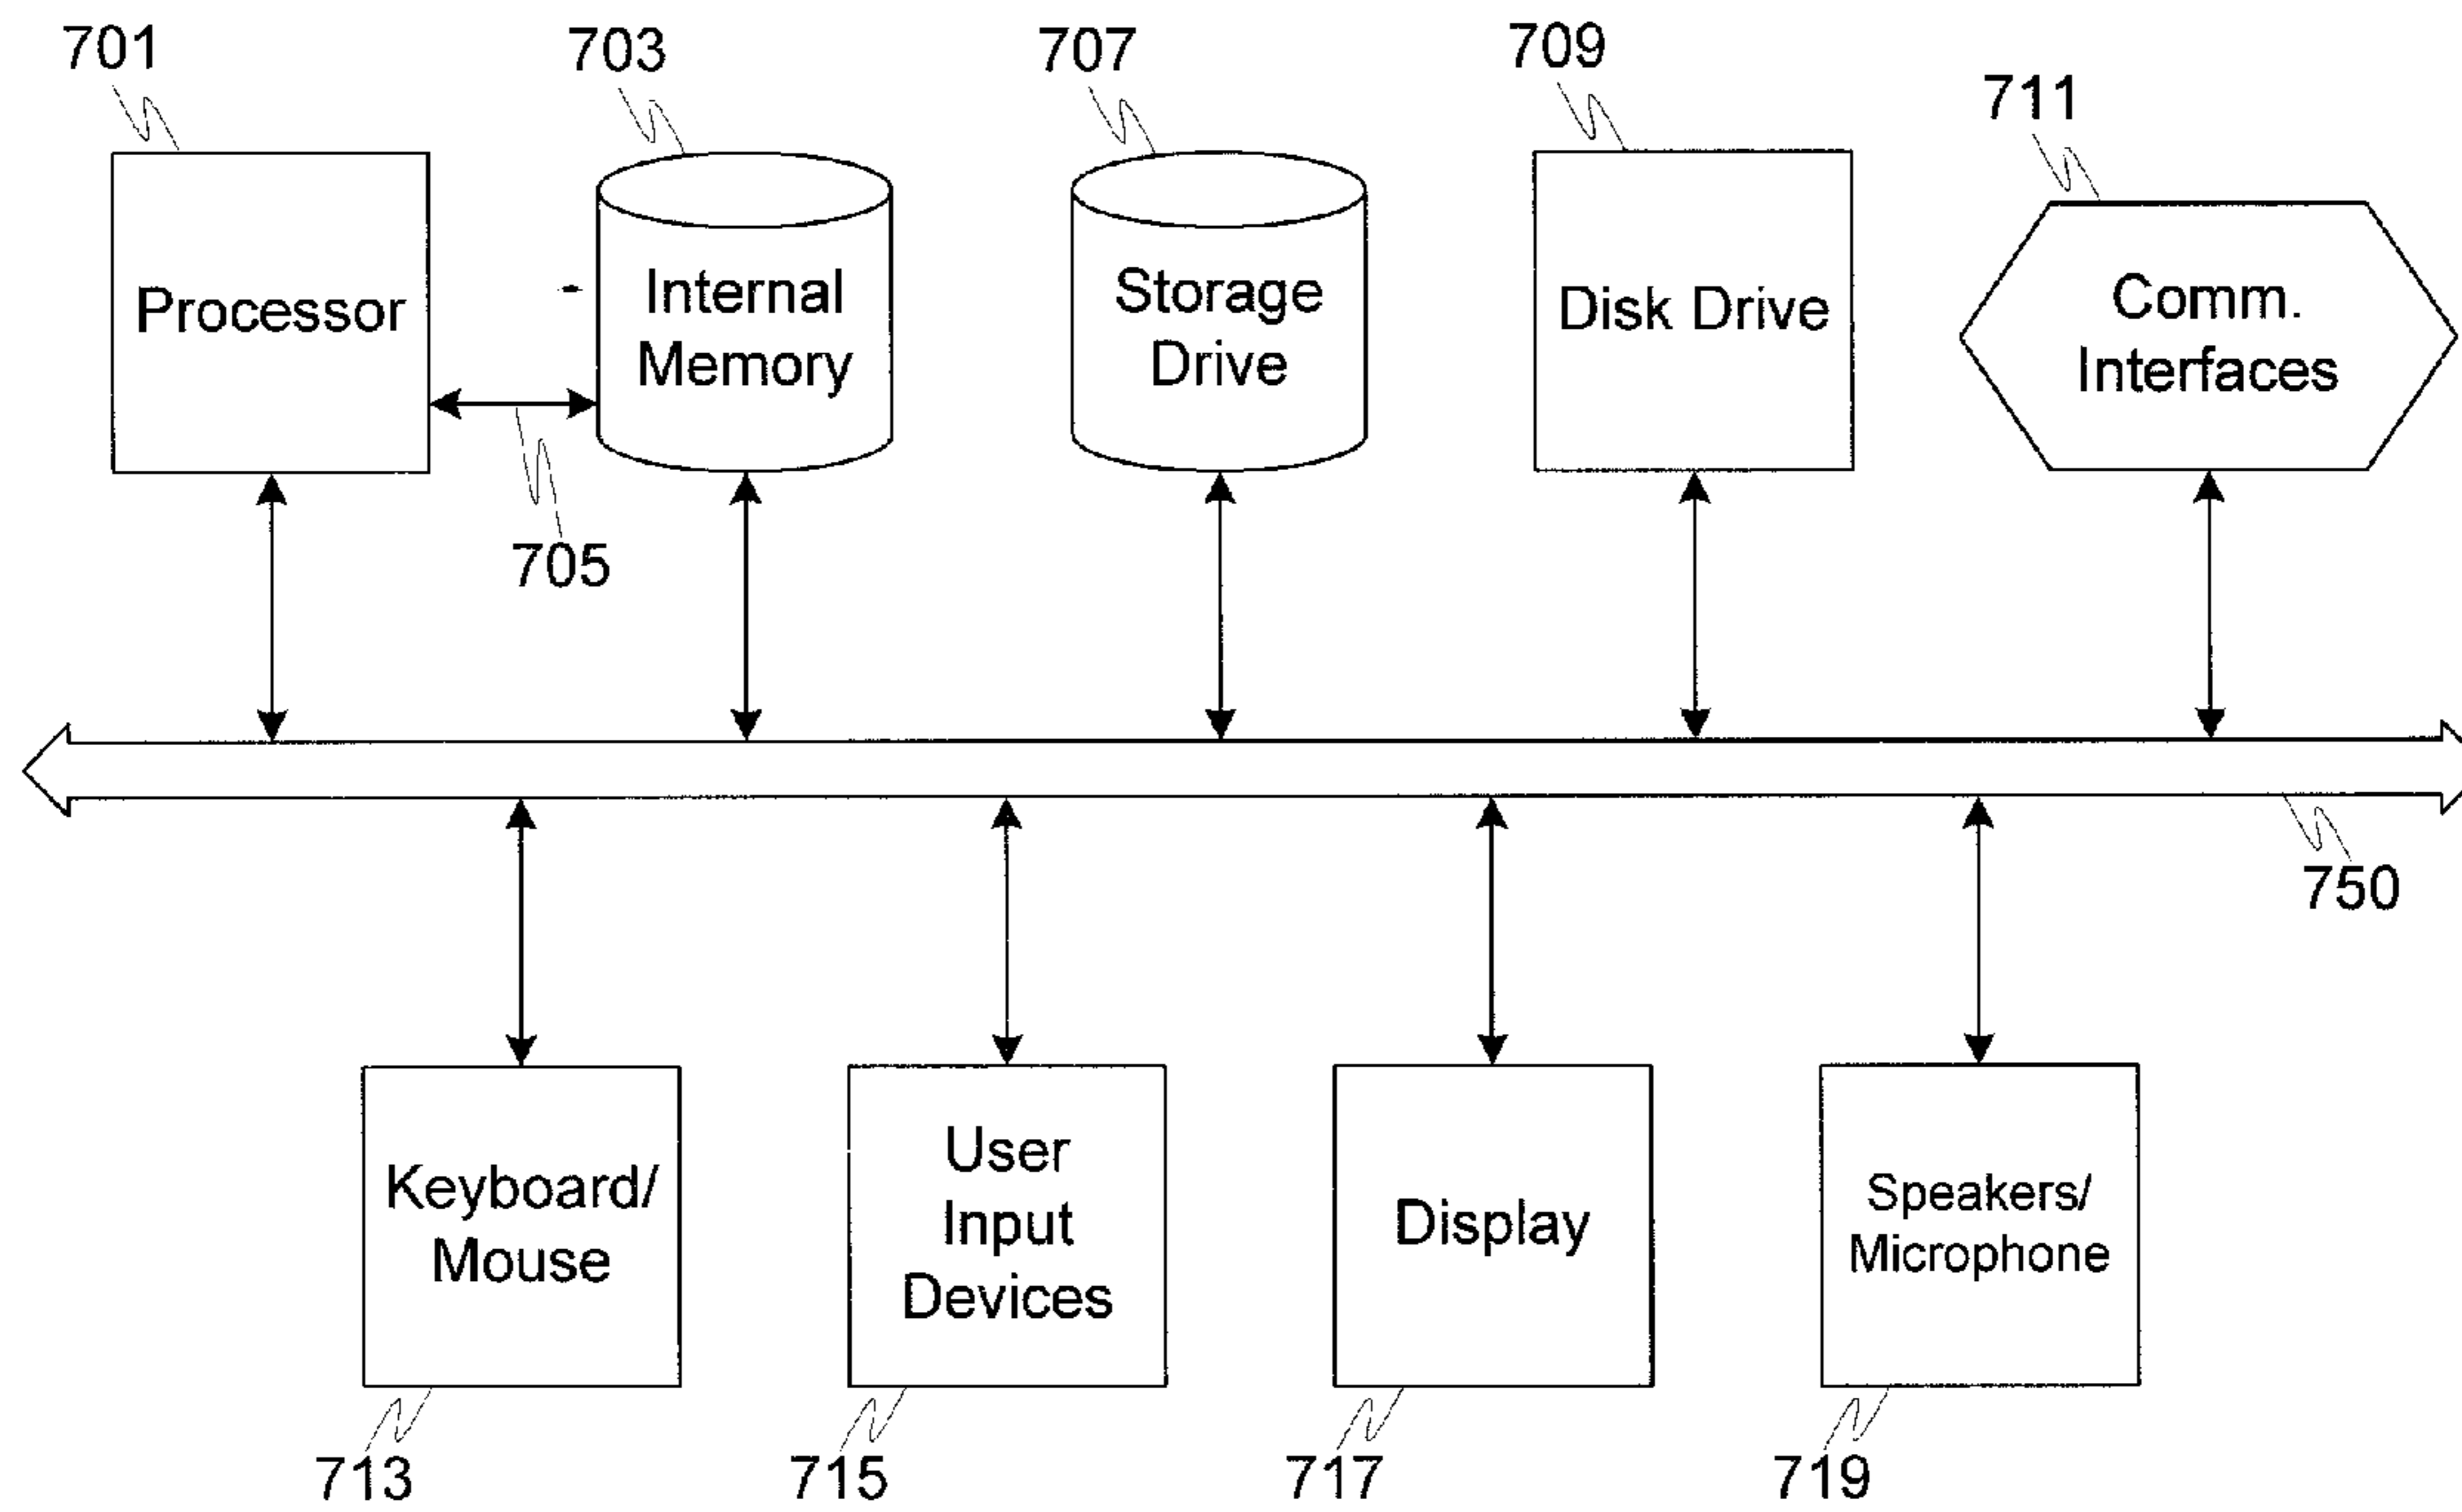 701
703
707
709
711
Processor
Internal
Memory
Storage
Drive
Disk Drive
Comm.
Interfaces
705
750
Keyboard/
Mouse
User
Input
Devices
Display
Speakers/
Microphone
713
715
717
719